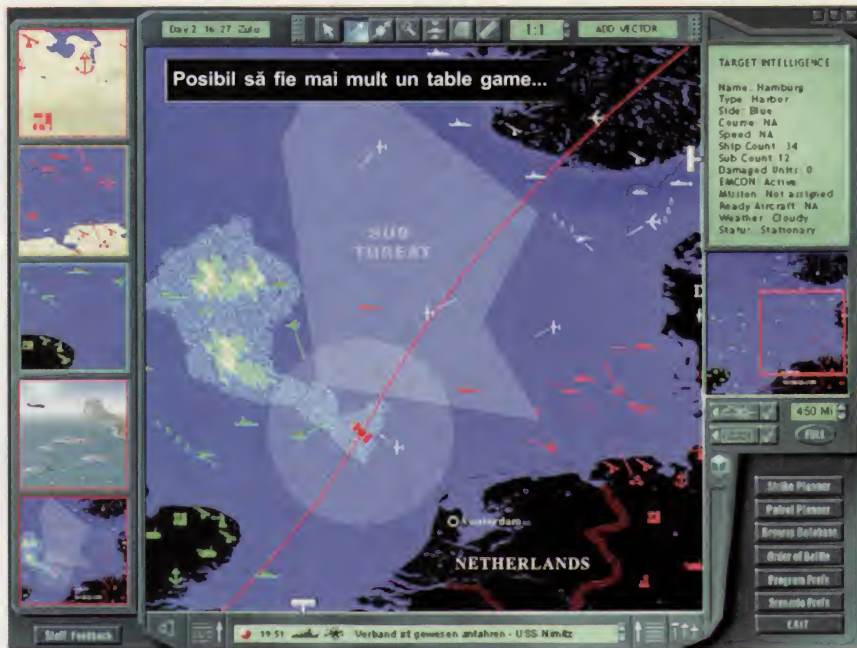 Day 2 16:27 Zulu
1:1
ADD VECTOR
Posibil să fie mai mult un table game...
TARGET INTELLIGENCE
Name: Hamburg
Type: Harbor
Side: Blue
Course: NA
Speed: NA
Ship Count: 34
Sub Count: 12
Damaged Units: 0
EMCON: Active
Mission: Not assigned
Ready Aircraft: NA
Weather: Cloudy
Status: Stationary
SUB
THREAT
D
450 Mi
FULL
Amsterdam
NETHERLANDS
Strike Planner
Patrol Planner
Browse Database
Order of Battle
Program Prefs
Scenario Prefs
EXIT
Staff Feedback
19:51
Verband ist gewesen anfahren - USS Nimitz